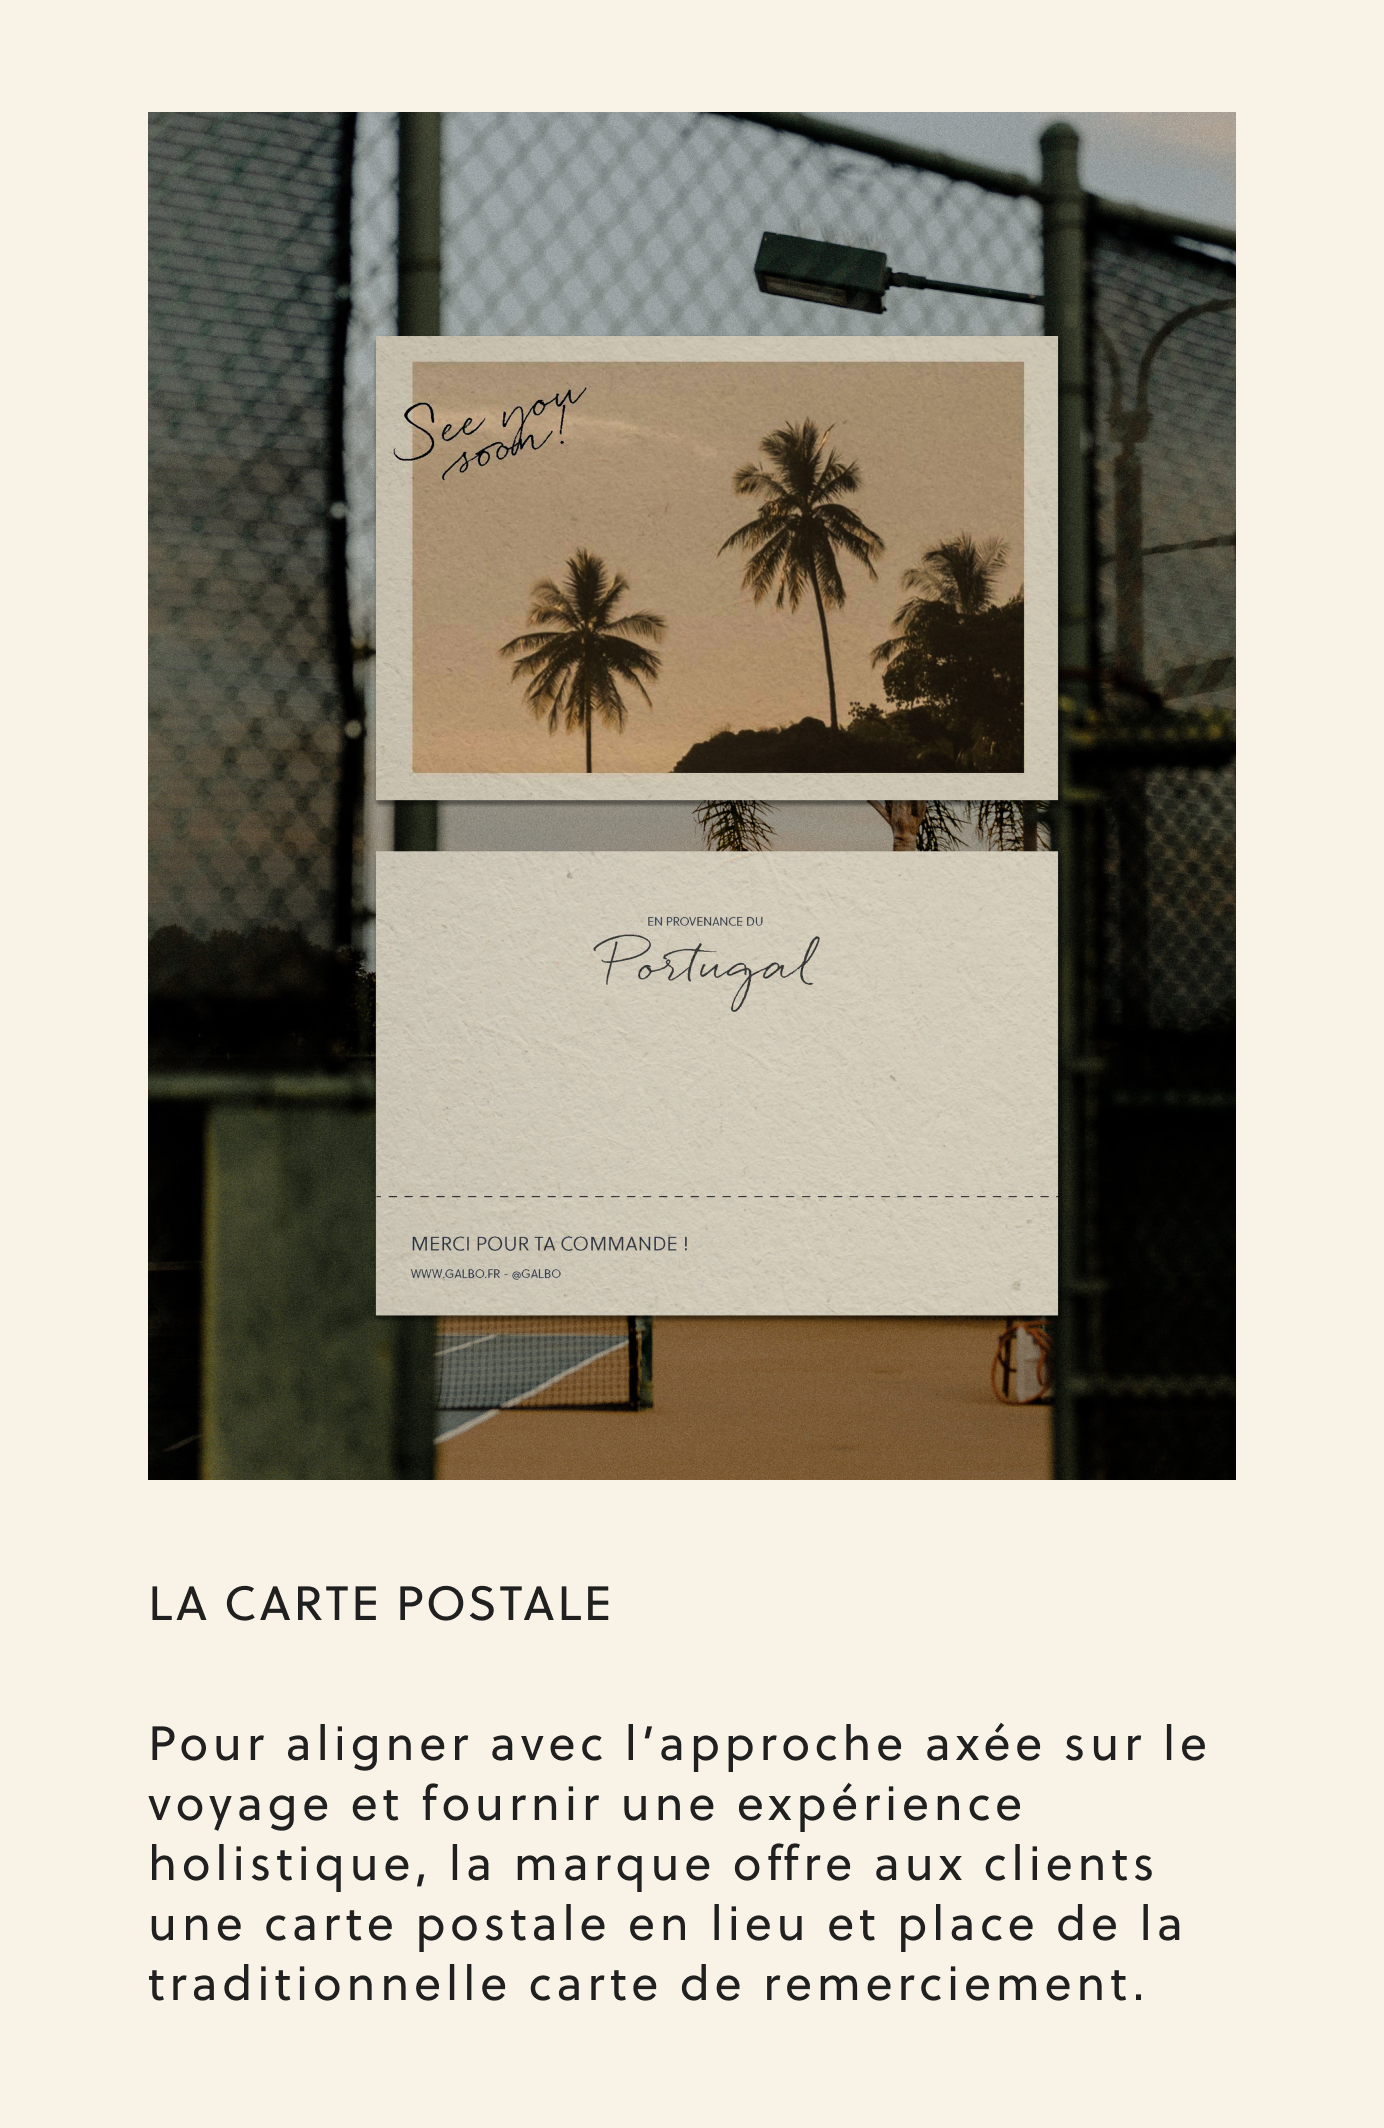 See you
soon!
EN PROVENANCE DU
Portugal
MERCI POUR TA COMMANDE !
WWW.GALBO.FR - @GALBO
LA CARTE POSTALE
Pour aligner avec l’approche axée sur le
voyage et fournir une expérience
holistique, la marque offre aux clients
une carte postale en lieu et place de la
traditionnelle carte de remerciement.